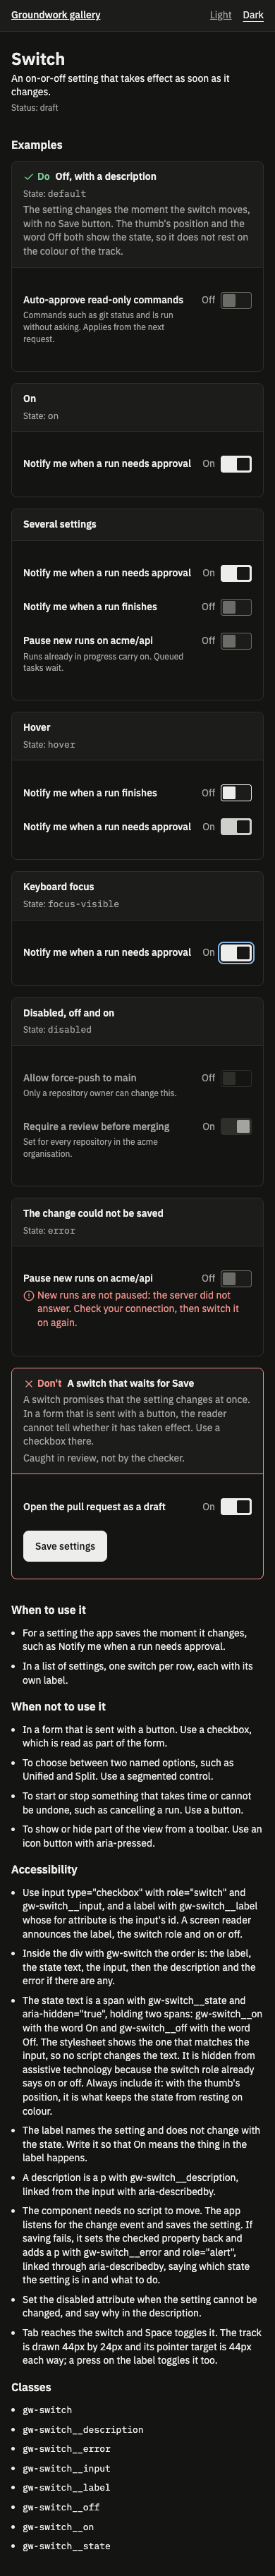 Groundwork gallery
Light Dark
Switch
An on-or-off setting that takes effect as soon as it
changes.
Status: draft
Examples
Do Off, with a description
State: default
The setting changes the moment the switch moves,
with no Save button. The thumb's position and the
word Off both show the state, so it does not rest on
the colour of the track.
Auto-approve read-only commands Off
Commands such as git status and ls run
without asking. Applies from the next
request.
On
State: on
Notify me when a run needs approval On
Several settings
Notify me when a run needs approval On
Notify me when a run finishes Off
Pause new runs on acme/api Off
Runs already in progress carry on. Queued
tasks wait.
Hover
State: hover
Notify me when a run finishes Off
Notify me when a run needs approval On
Keyboard focus
State: focus-visible
Notify me when a run needs approval On
Disabled, off and on
State: disabled
Allow force-push to main Off
Only a repository owner can change this.
Require a review before merging On
Set for every repository in the acme
organisation.
The change could not be saved
State: error
Pause new runs on acme/api Off
New runs are not paused: the server did not
answer. Check your connection, then switch it
on again.
Don't A switch that waits for Save
A switch promises that the setting changes at once.
In a form that is sent with a button, the reader
cannot tell whether it has taken effect. Use a
checkbox there.
Caught in review, not by the checker.
Open the pull request as a draft On
Save settings
When to use it
For a setting the app saves the moment it changes,
such as Notify me when a run needs approval.
In a list of settings, one switch per row, each with its
own label.
When not to use it
In a form that is sent with a button. Use a checkbox,
which is read as part of the form.
To choose between two named options, such as
Unified and Split. Use a segmented control.
To start or stop something that takes time or cannot
be undone, such as cancelling a run. Use a button.
To show or hide part of the view from a toolbar. Use an
icon button with aria-pressed.
Accessibility
Use input type="checkbox" with role="switch" and
gw-switch__input, and a label with gw-switch__label
whose for attribute is the input's id. A screen reader
announces the label, the switch role and on or off.
Inside the div with gw-switch the order is: the label,
the state text, the input, then the description and the
error if there are any.
The state text is a span with gw-switch__state and
aria-hidden="true", holding two spans: gw-switch__on
with the word On and gw-switch__off with the word
Off. The stylesheet shows the one that matches the
input, so no script changes the text. It is hidden from
assistive technology because the switch role already
says on or off. Always include it: with the thumb's
position, it is what keeps the state from resting on
colour.
The label names the setting and does not change with
the state. Write it so that On means the thing in the
label happens.
A description is a p with gw-switch__description,
linked from the input with aria-describedby.
The component needs no script to move. The app
listens for the change event and saves the setting. If
saving fails, it sets the checked property back and
adds a p with gw-switch__error and role="alert",
linked through aria-describedby, saying which state
the setting is in and what to do.
Set the disabled attribute when the setting cannot be
changed, and say why in the description.
Tab reaches the switch and Space toggles it. The track
is drawn 44px by 24px and its pointer target is 44px
each way; a press on the label toggles it too.
Classes
gw-switch
gw-switch__description
gw-switch__error
gw-switch__input
gw-switch__label
gw-switch__off
gw-switch__on
gw-switch__state